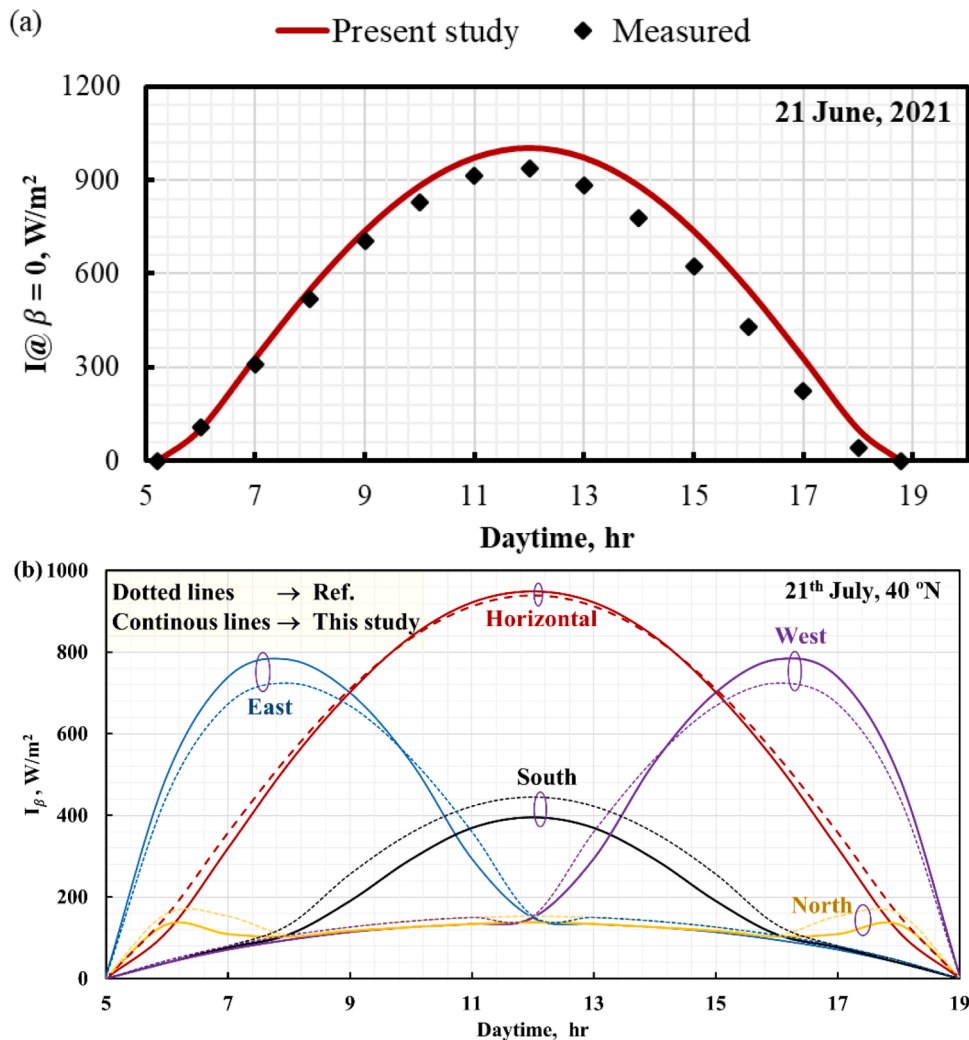 (a)
Present study
Measured
21 June, 2021
1200
900
600
300
0
I@ β = 0, W/m²
5 7 9 11 13 15 17 19
Daytime, hr
(b)
Dotted lines → Ref.
Continous lines → This study
21th July, 40 ºN
Horizontal
West
East
South
North
1000
800
600
400
200
0
Iβ , W/m²
5 7 9 11 13 15 17 19
Daytime, hr